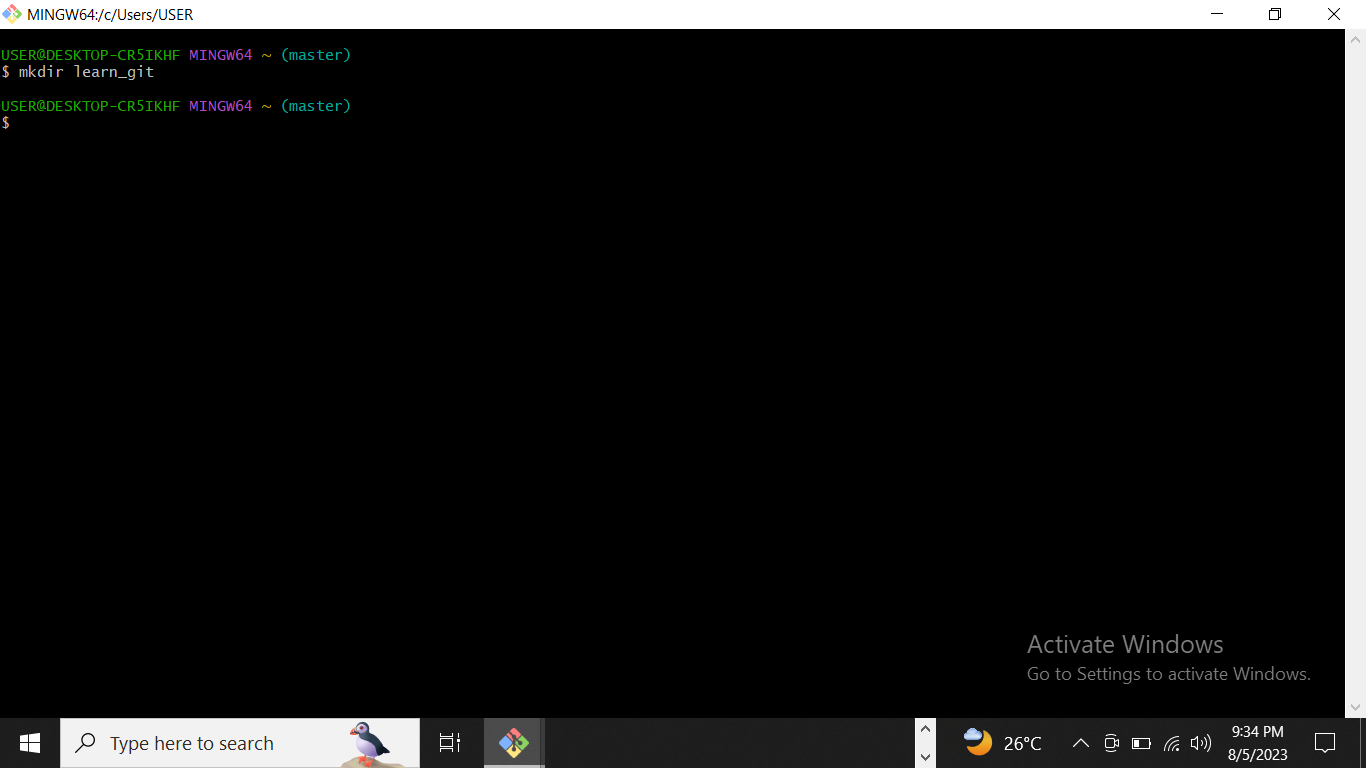 MINGW64:/c/Users/USER
USER@DESKTOP-CR5IKHF MINGW64 ~ (master)
$ mkdir learn_git
USER@DESKTOP-CR5IKHF MINGW64 ~ (master)
$
Activate Windows
Go to Settings to activate Windows.
Type here to search
26°C
9:34 PM
8/5/2023